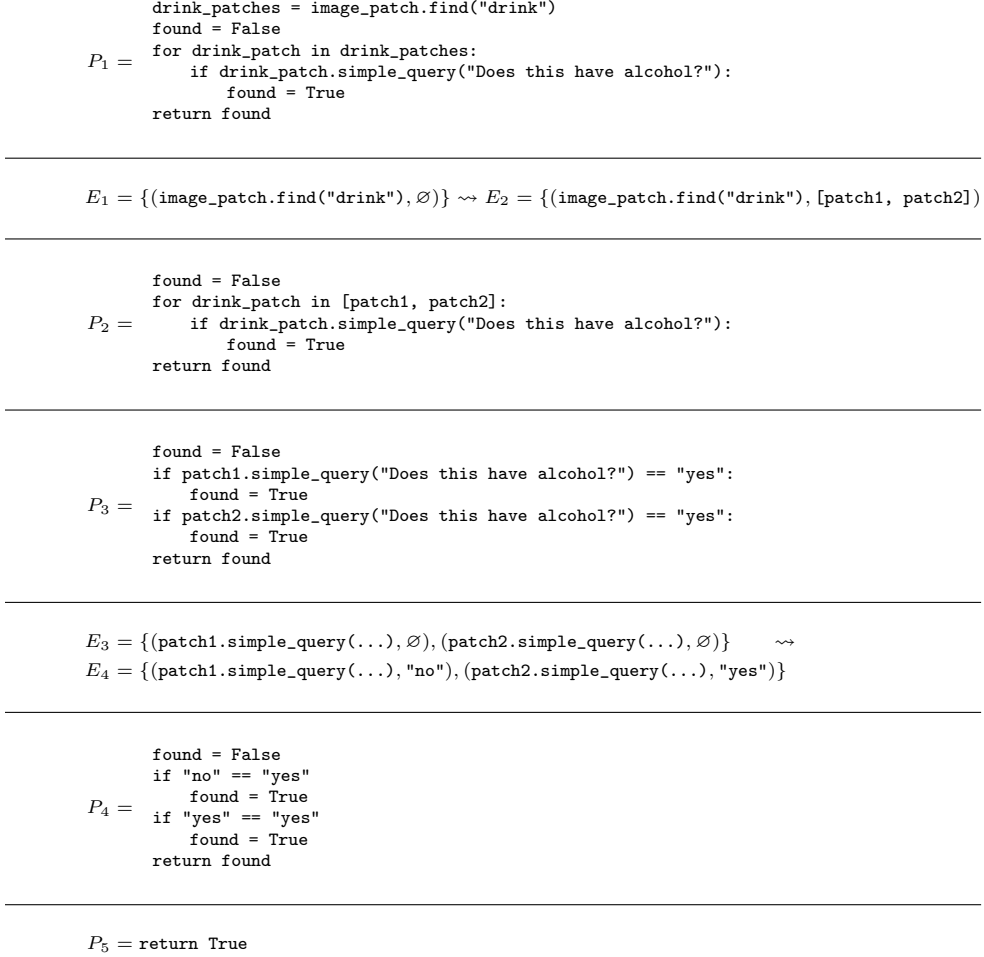 drink_patches = image_patch.find("drink")
found = False
P₁ = for drink_patch in drink_patches:
if drink_patch.simple_query("Does this have alcohol?"):
found = True
return found
E₁ = {(image_patch.find("drink"), ∅)} ⇝ E₂ = {(image_patch.find("drink"), [patch1, patch2])
found = False
for drink_patch in [patch1, patch2]:
P₂ = if drink_patch.simple_query("Does this have alcohol?"):
found = True
return found
found = False
if patch1.simple_query("Does this have alcohol?") == "yes":
found = True
P₃ = if patch2.simple_query("Does this have alcohol?") == "yes":
found = True
return found
E₃ = {(patch1.simple_query(...), ∅), (patch2.simple_query(...), ∅)} ⇝
E₄ = {(patch1.simple_query(...), "no"), (patch2.simple_query(...), "yes")}
found = False
if "no" == "yes"
found = True
P₄ = if "yes" == "yes"
found = True
return found
P₅ = return True